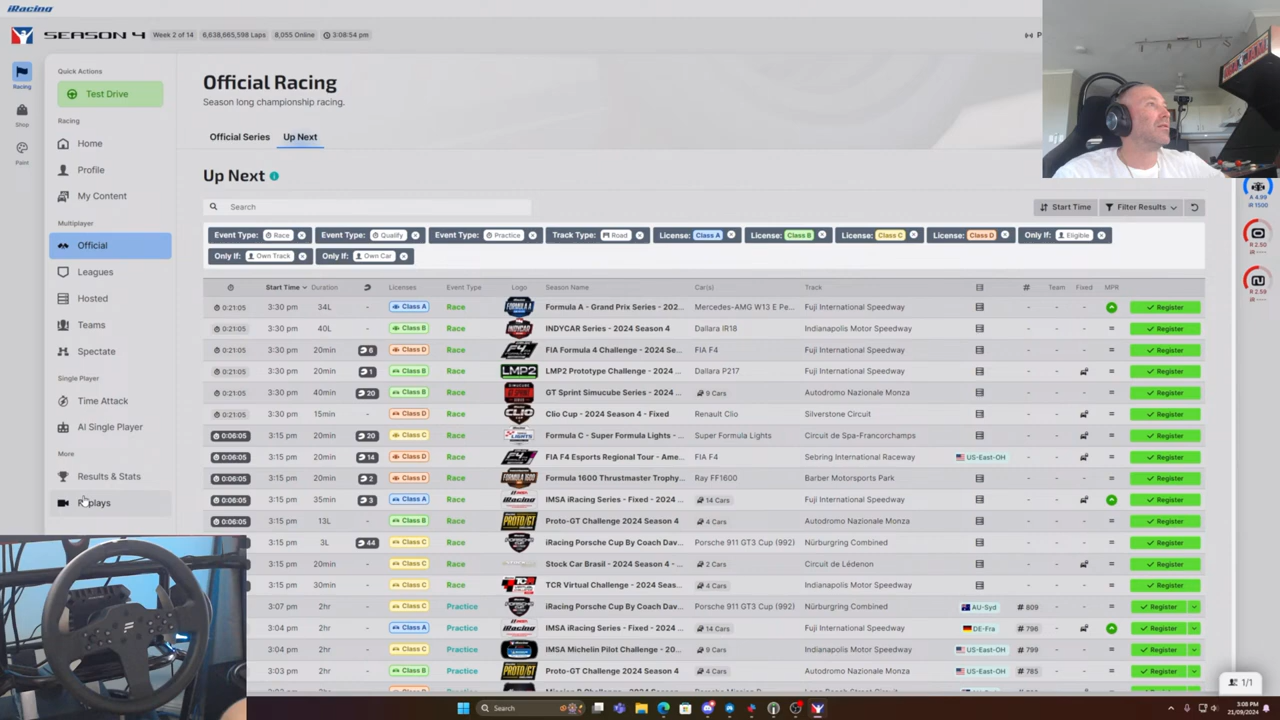 iRacing
SEASON 4 Week 2 of 14 6,638,665,598 Laps 8,055 Online 3:08:54 pm
Racing
Shop
Paint
Quick Actions
Test Drive
Racing
Home
Profile
My Content
Multiplayer
Official
Leagues
Hosted
Teams
Spectate
Single Player
Time Attack
AI Single Player
More
Results & Stats
Official Racing
Season long championship racing.
Official Series Up Next
Up Next
Search Start Time Filter Results
Event Type: Race Event Type: Qualify Event Type: Practice Track Type: Road License: Class A License: Class B License: Class C License: Class D Only If: Eligible
Only If: Own Track Only If: Own Car
Start Time Duration Licenses Event Type Logo Season Name Car(s) Track # Team Fixed MPR
0:21:05 3:30 pm 34L - Class A Race Formula A - Grand Prix Series - 202... Mercedes-AMG W13 E Pe... Fuji International Speedway - - - Register
0:21:05 3:30 pm 40L - Class B Race INDYCAR Series - 2024 Season 4 Dallara IR18 Indianapolis Motor Speedway - - - = Register
0:21:05 3:30 pm 20min 6 Class D Race FIA Formula 4 Challenge - 2024 Se... FIA F4 Fuji International Speedway - - - = Register
0:21:05 3:30 pm 20min 1 Class B Race LMP2 Prototype Challenge - 2024 ... Dallara P217 Fuji International Speedway - - = Register
0:21:05 3:30 pm 40min 20 Class B Race GT Sprint Simucube Series - 2024 ... 9 Cars Autodromo Nazionale Monza - - - = Register
0:21:05 3:30 pm 15min - Class D Race Clio Cup - 2024 Season 4 - Fixed Renault Clio Silverstone Circuit - - = Register
0:06:05 3:15 pm 20min 20 Class C Race Formula C - Super Formula Lights - ... Super Formula Lights Circuit de Spa-Francorchamps - - = Register
0:06:05 3:15 pm 20min 14 Class D Race FIA F4 Esports Regional Tour - Ame... FIA F4 Sebring International Raceway US-East-OH - - = Register
0:06:05 3:15 pm 20min 2 Class D Race Formula 1600 Thrustmaster Trophy... Ray FF1600 Barber Motorsports Park - - = Register
0:06:05 3:15 pm 35min 3 Class A Race IMSA iRacing Series - Fixed - 2024 ... 14 Cars Fuji International Speedway - - Register
0:06:05 3:15 pm 13L - Class B Race Proto-GT Challenge 2024 Season 4 4 Cars Autodromo Nazionale Monza - - - = Register
3:15 pm 3L 44 Class C Race iRacing Porsche Cup By Coach Dav... Porsche 911 GT3 Cup (992) Nürburgring Combined - - - = Register
3:15 pm 20min - Class C Race Stock Car Brasil - 2024 Season 4 - ... 2 Cars Circuit de Lédenon - - = Register
3:15 pm 30min - Class C Race TCR Virtual Challenge - 2024 Seas... 4 Cars Indianapolis Motor Speedway - - - = Register
3:07 pm 2hr - Class C Practice iRacing Porsche Cup By Coach Dav... Porsche 911 GT3 Cup (992) Nürburgring Combined AU-Syd # 809 - - = Register
3:04 pm 2hr - Class A Practice IMSA iRacing Series - Fixed - 2024 ... 14 Cars Fuji International Speedway DE-Fra # 796 - Register
3:04 pm 2hr - Class C Practice IMSA Michelin Pilot Challenge - 20... 4 Cars Fuji International Speedway US-East-OH # 799 - - = Register
3:03 pm 2hr - Class B Practice Proto-GT Challenge 2024 Season 4 4 Cars Autodromo Nazionale Monza US-East-OH # 785 - - = Register
A 4.99
iR 1500
R 2.50
R 2.59
1/1
Search
3:08 PM
21/09/2024